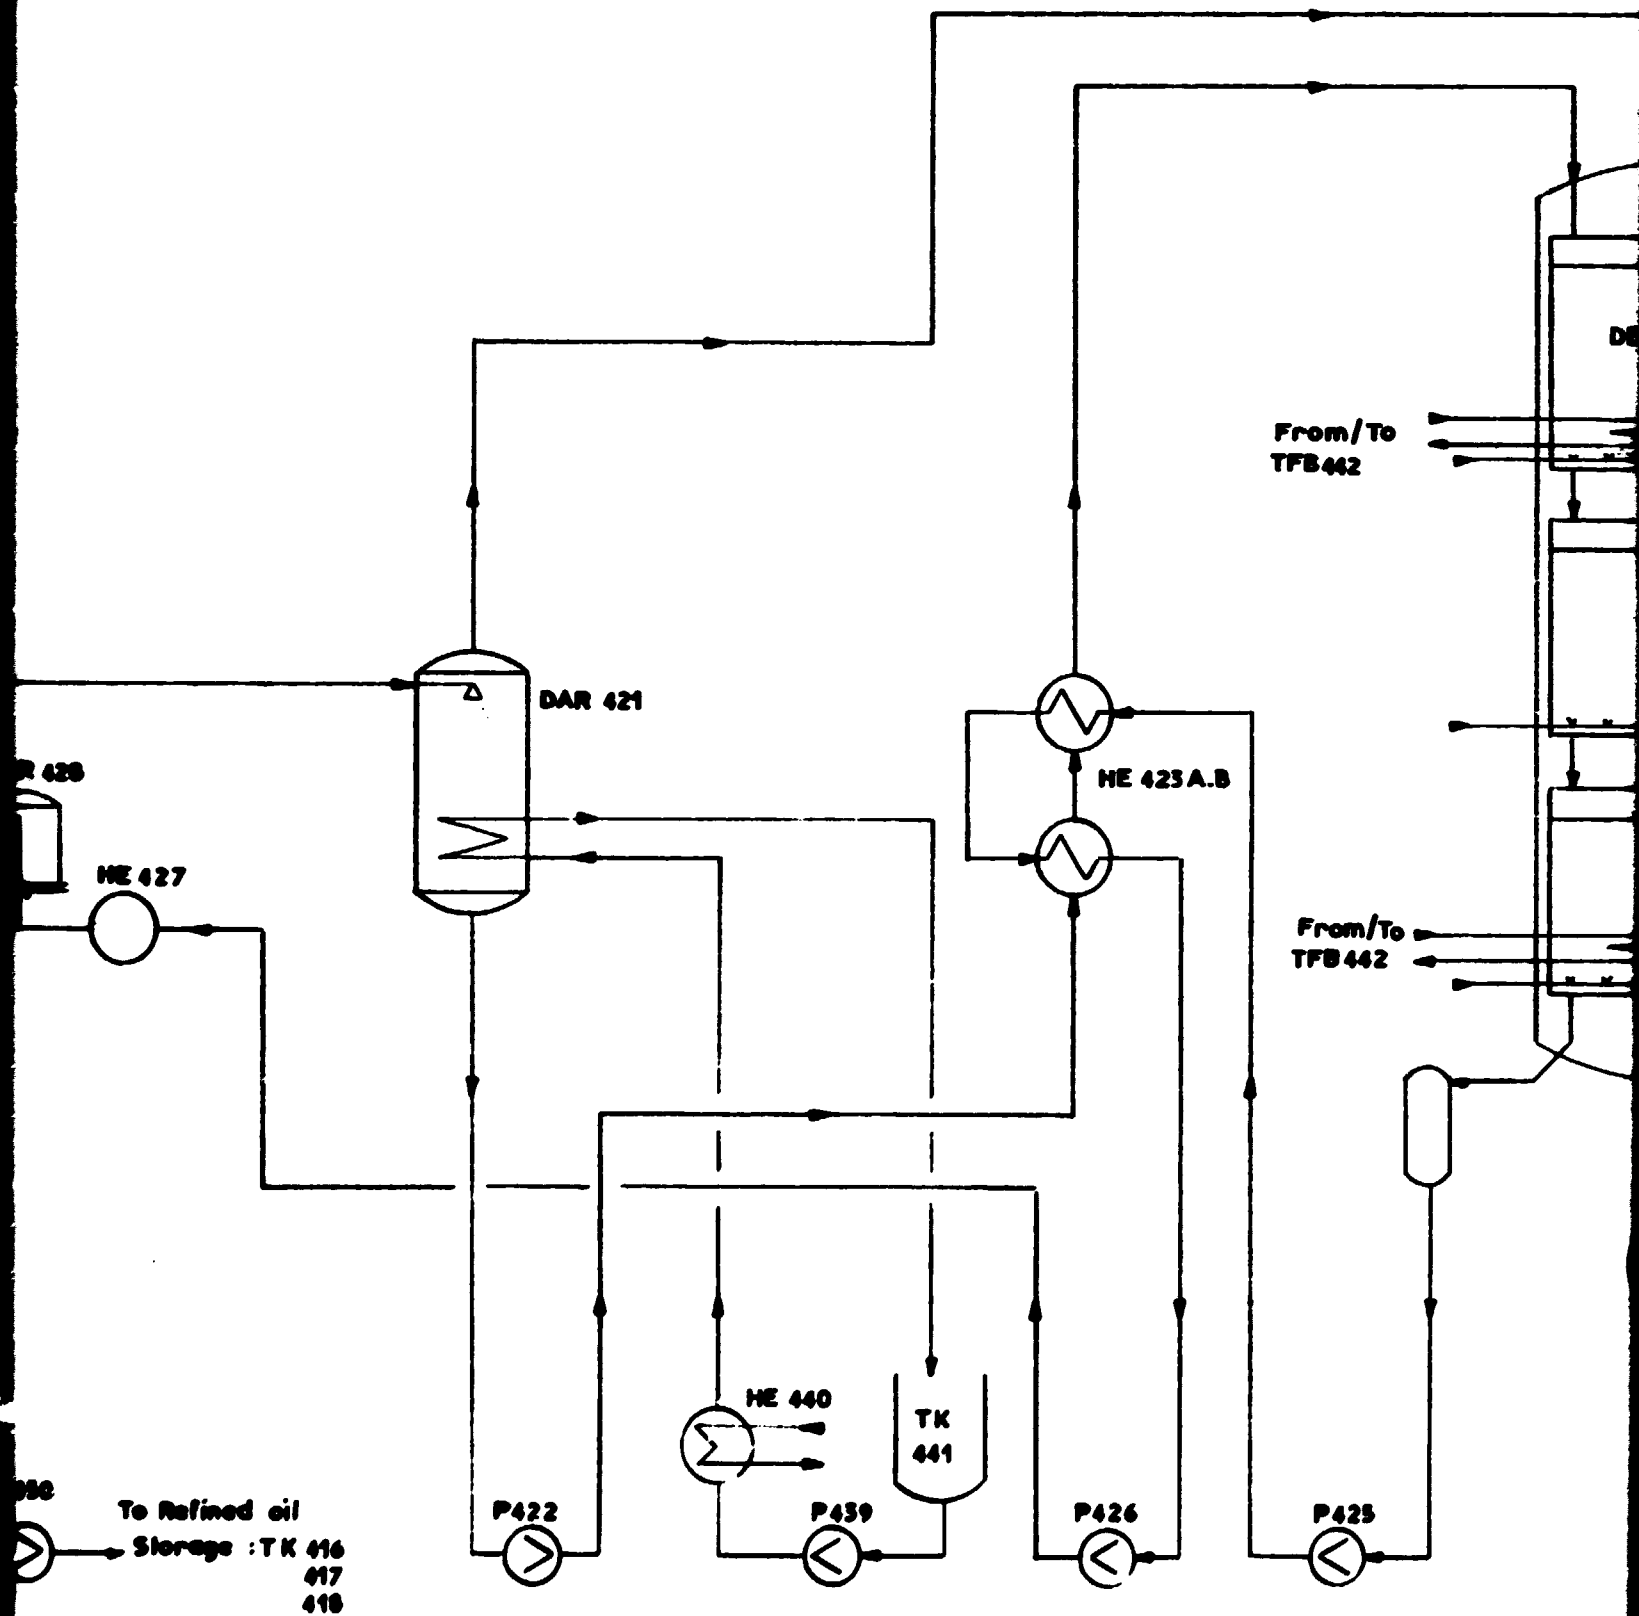 From/To
TFB 442
DAR 421
HE 423 A.B
HE 427
From/To
TFB 442
HE 440
TK
441
To Refined oil
Storage : TK 416
417
418
P422
P439
P426
P425